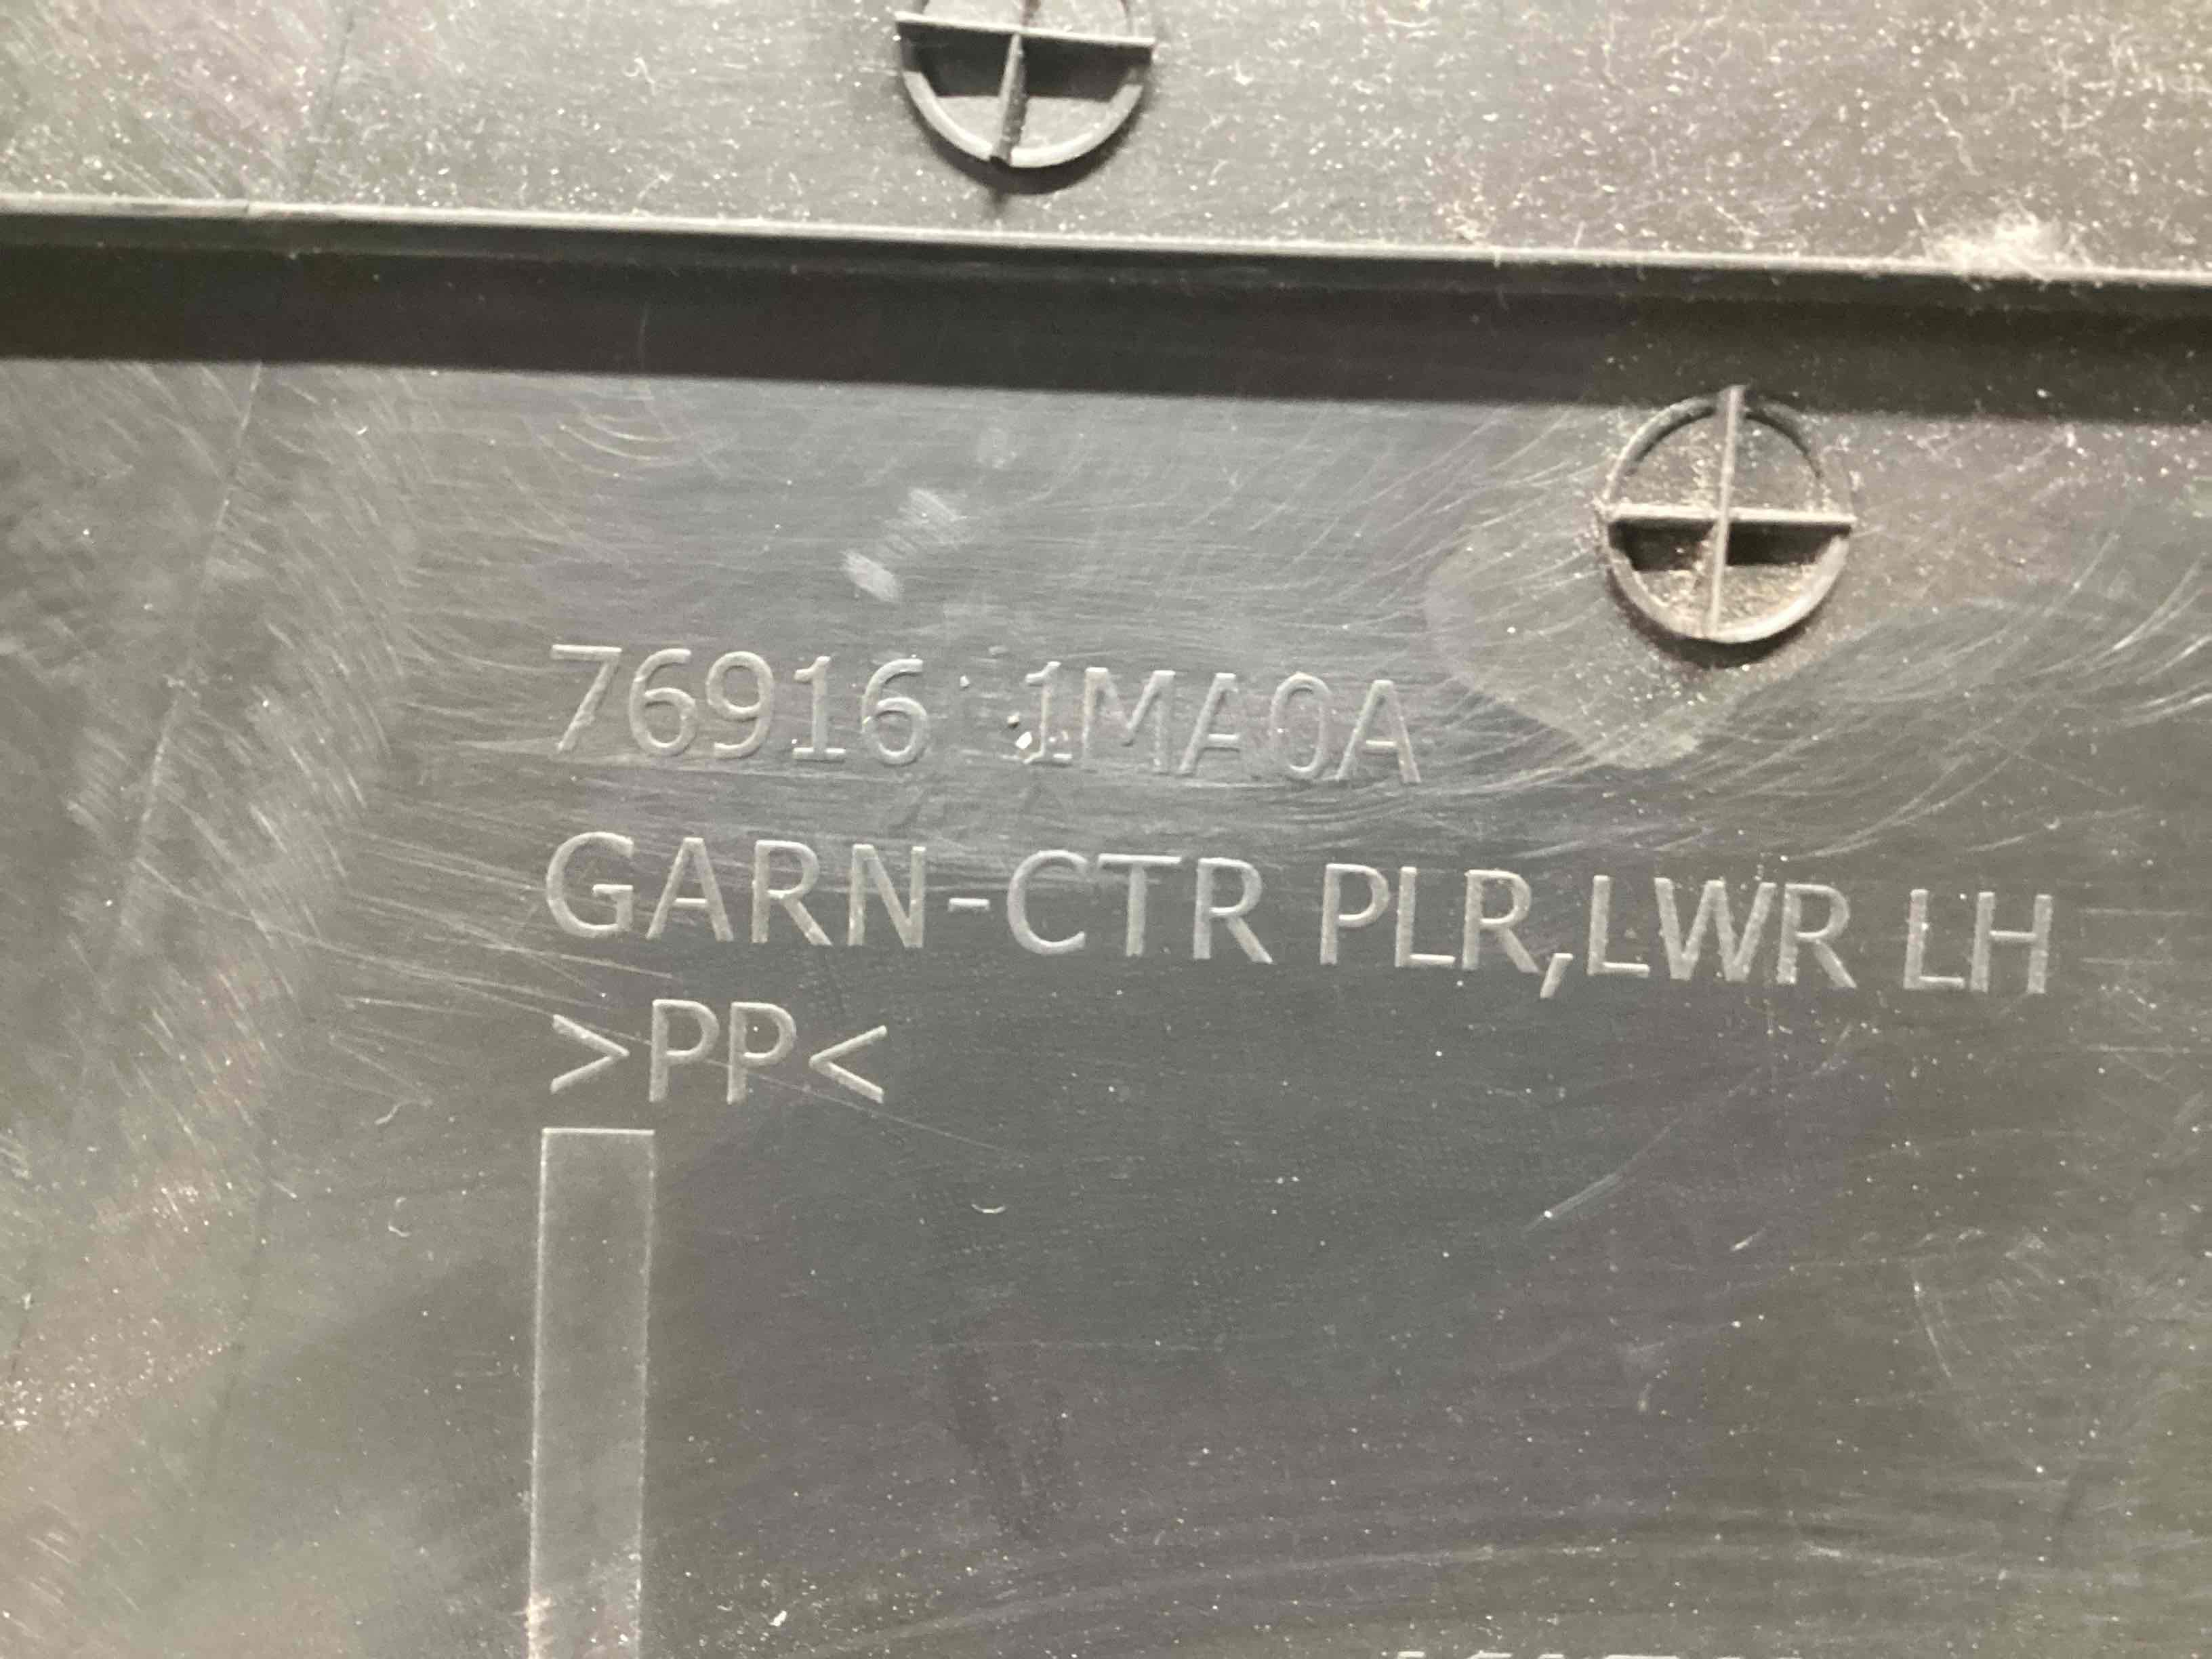 76916 1MA0A
GARN-CTR PLR,LWR LH
>PP<